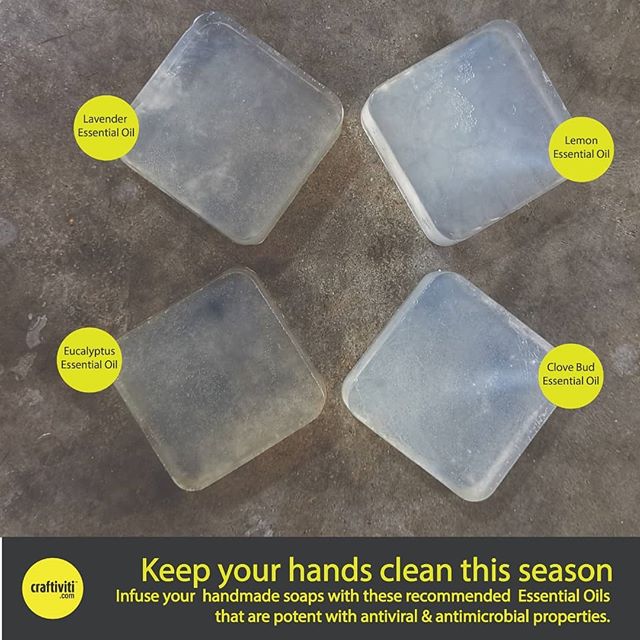 Lavender
Essential Oil
Lemon
Essential Oil
Eucalyptus
Essential Oil
Clove Bud
Essential Oil
craftiviti™
.com
Keep your hands clean this season
Infuse your handmade soaps with these recommended Essential Oils
that are potent with antiviral & antimicrobial properties.